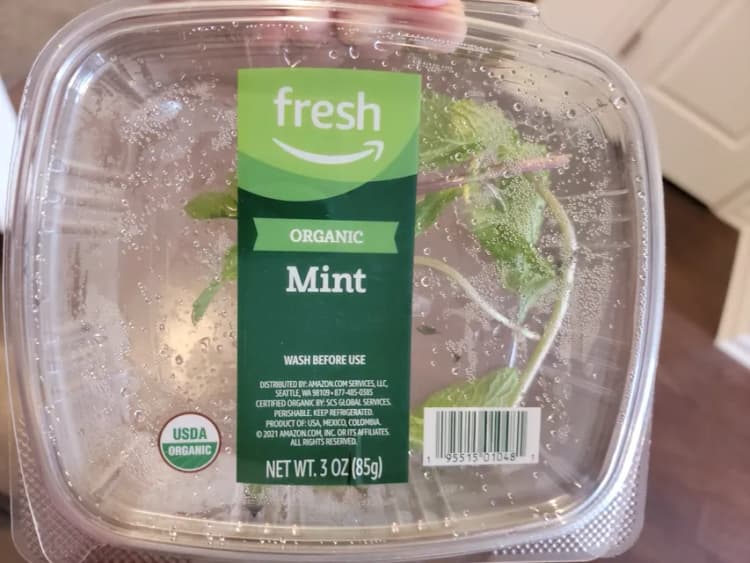 fresh
ORGANIC
Mint
WASH BEFORE USE
DISTRIBUTED BY: AMAZON.COM SERVICES, LLC,
SEATTLE, WA 98109 • 877-485-0385
CERTIFIED ORGANIC BY: SCS GLOBAL SERVICES.
PERISHABLE. KEEP REFRIGERATED.
PRODUCT OF: USA, MEXICO, COLOMBIA.
© 2021 AMAZON.COM, INC. OR ITS AFFILIATES.
ALL RIGHTS RESERVED.
NET WT. 3 OZ (85g)
USDA
ORGANIC
1 95515 01048 1